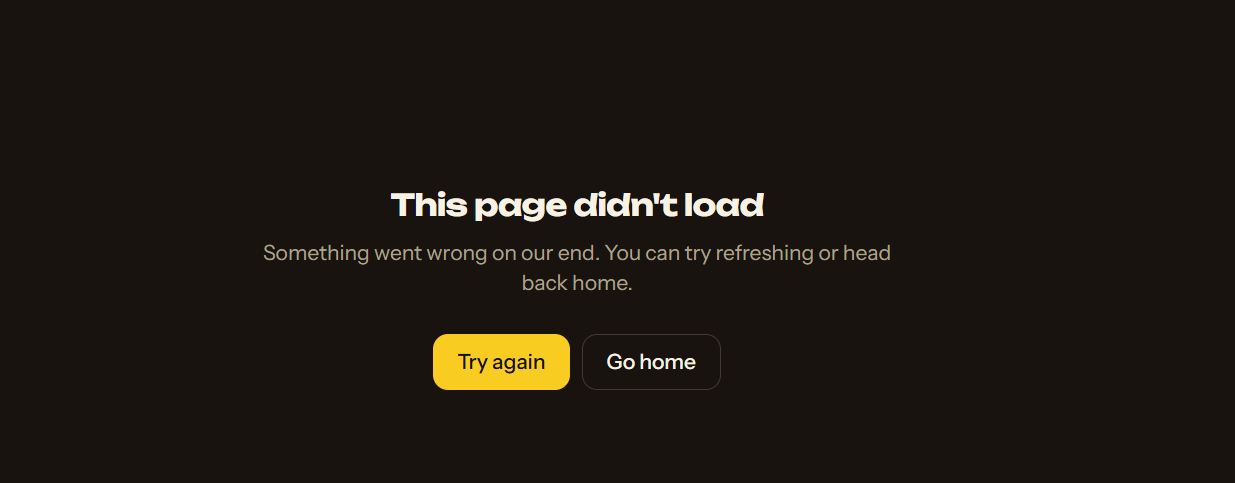 This page didn't load
Something went wrong on our end. You can try refreshing or head
back home.
Try again
Go home